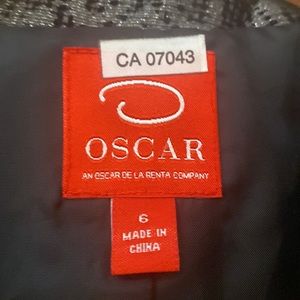 CA 07043
OSCAR
AN OSCAR DE LA RENTA COMPANY
6
MADE IN
CHINA